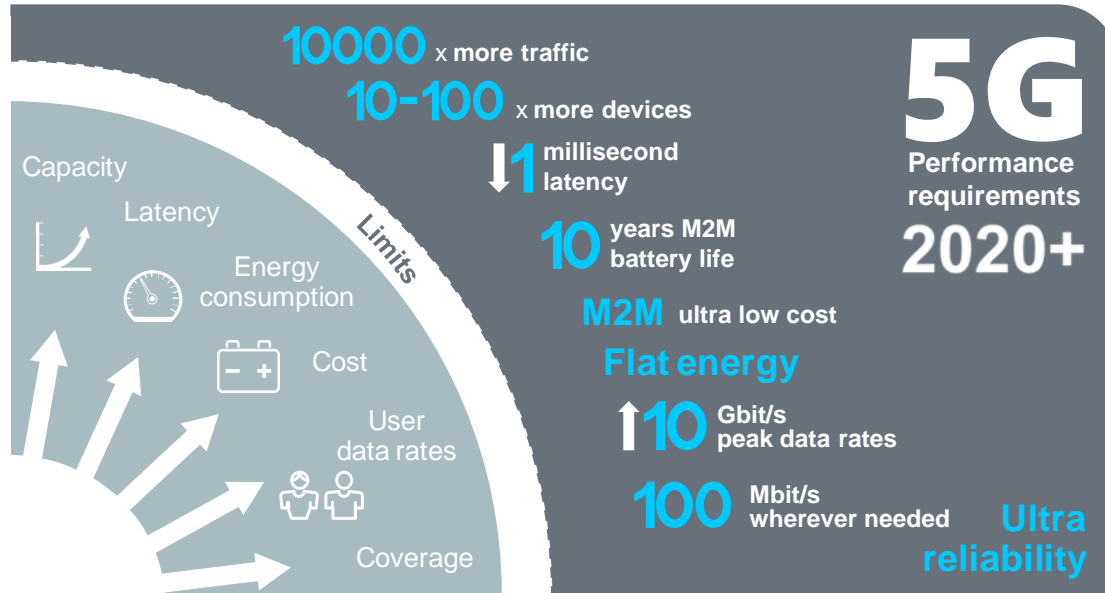 10000 x more traffic
10-100 x more devices
1 millisecond
latency
10 years M2M
battery life
M2M ultra low cost
Flat energy
10 Gbit/s
peak data rates
100 Mbit/s
wherever needed
Ultra
reliability
5G
Performance
requirements
2020+
Limits
Capacity
Latency
Energy
consumption
Cost
User
data rates
Coverage